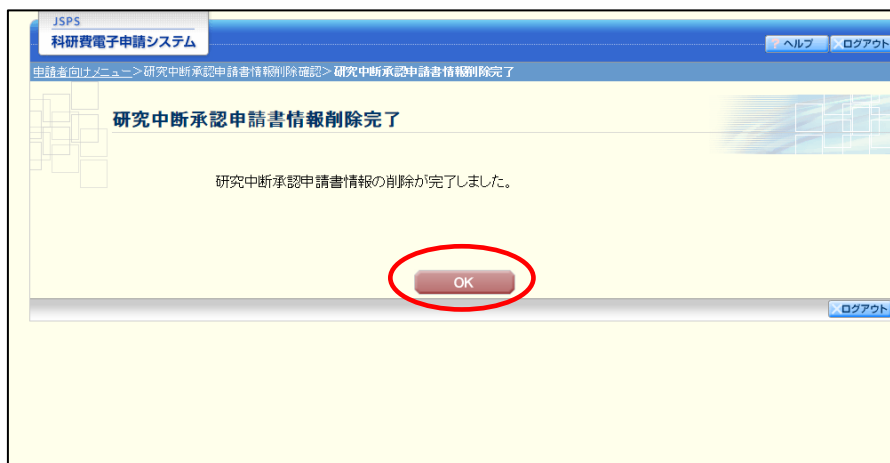 JSPS
科研費電子申請システム
ヘルプ
ログアウト
申請者向けメニュー>研究中断承認申請書情報削除確認>研究中断承認申請書情報削除完了
研究中断承認申請書情報削除完了
研究中断承認申請書情報の削除が完了しました。
OK
ログアウト